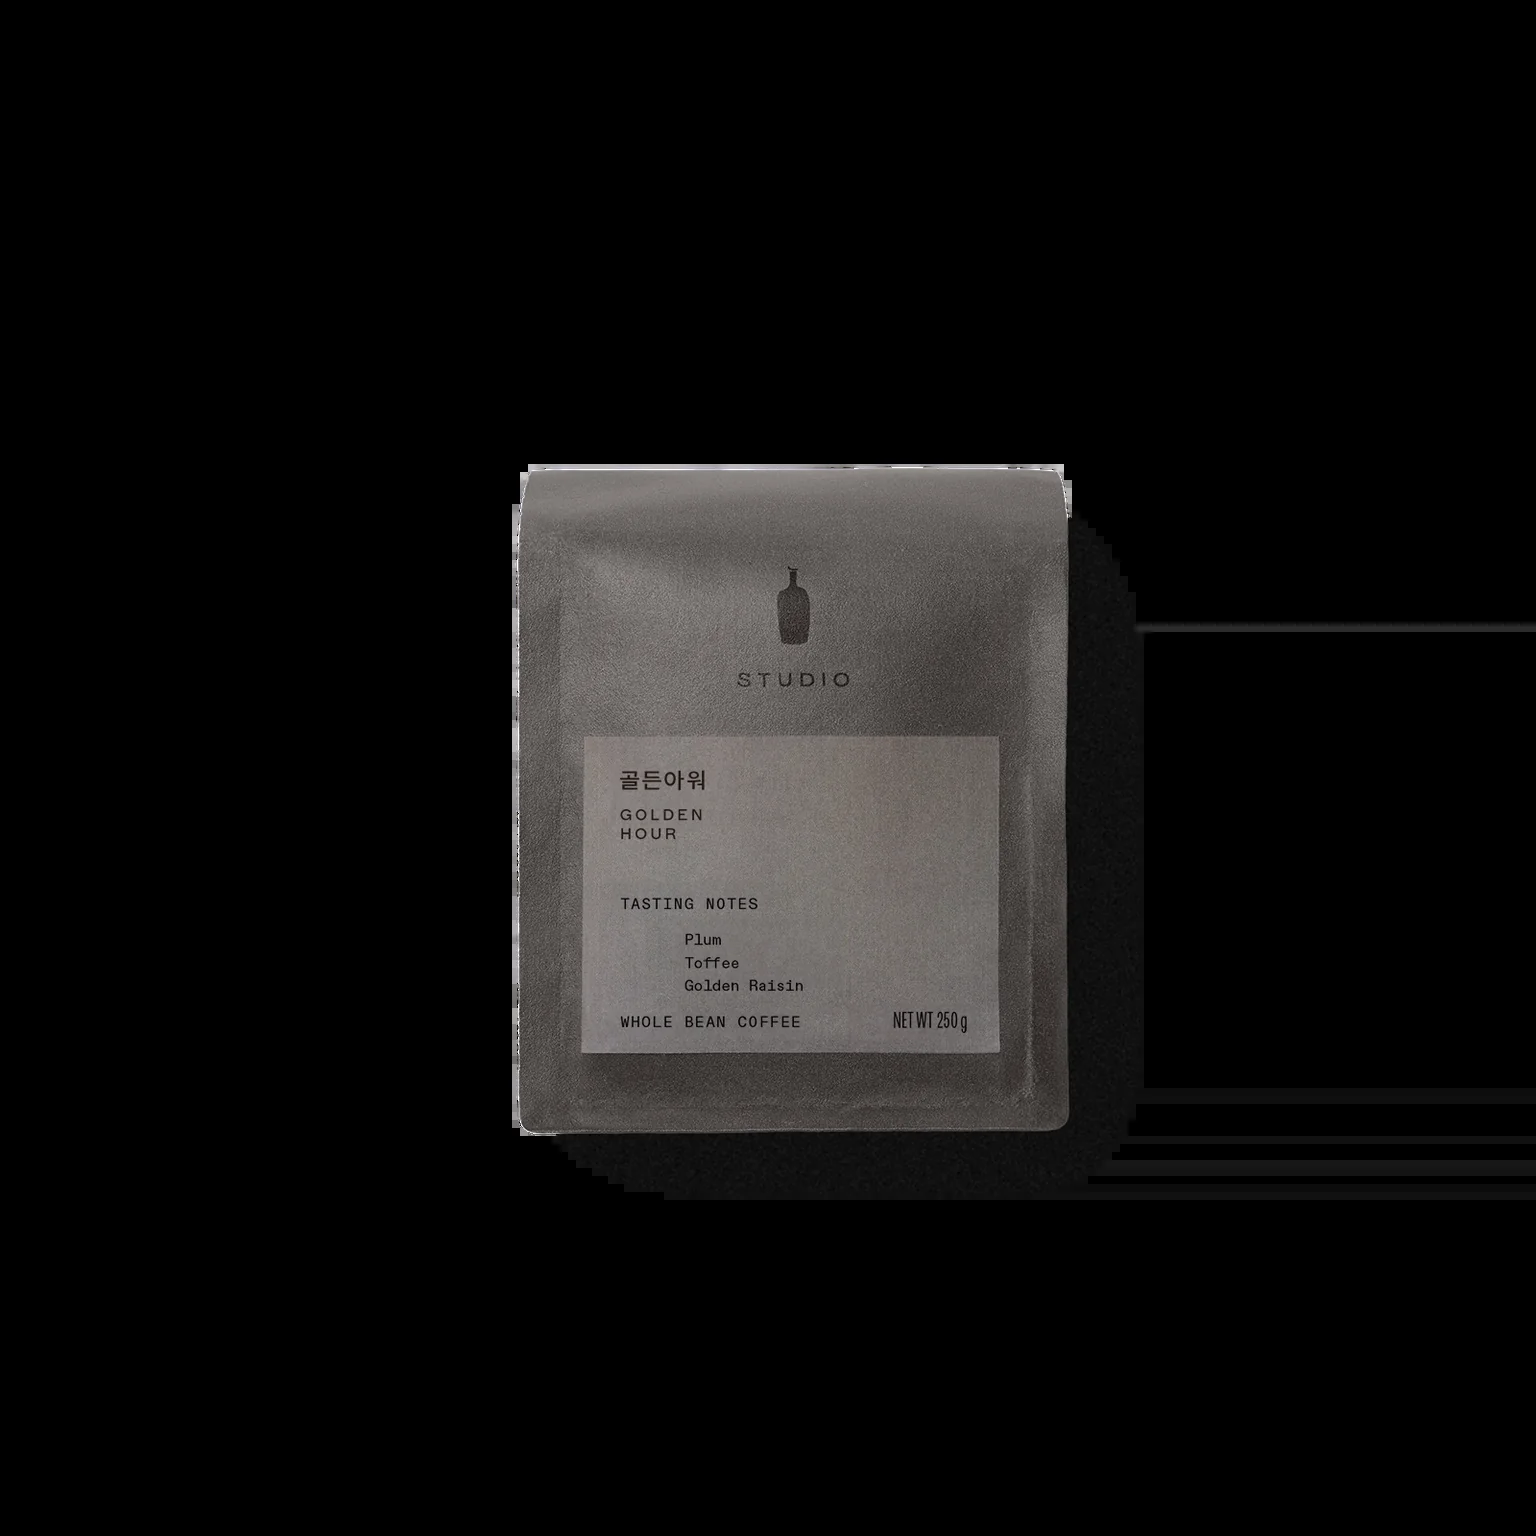 STUDIO
골든아워
GOLDEN
HOUR
TASTING NOTES
Plum
Toffee
Golden Raisin
WHOLE BEAN COFFEE
NET WT 250 g